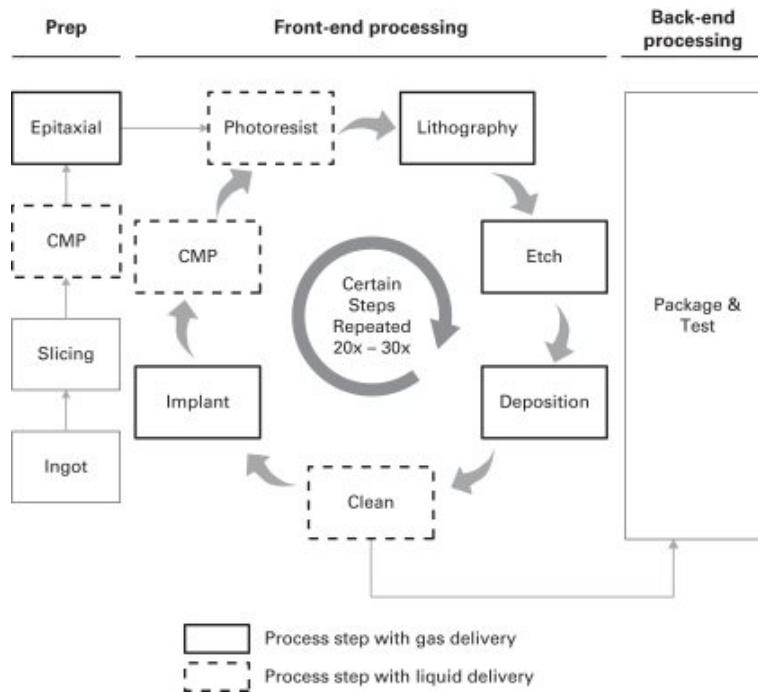 Prep
Front-end processing
Back-end
processing
Epitaxial
Photoresist
Lithography
CMP
CMP
Etch
Certain
Steps
Repeated
20x – 30x
Package &
Test
Slicing
Implant
Deposition
Ingot
Clean
Process step with gas delivery
Process step with liquid delivery